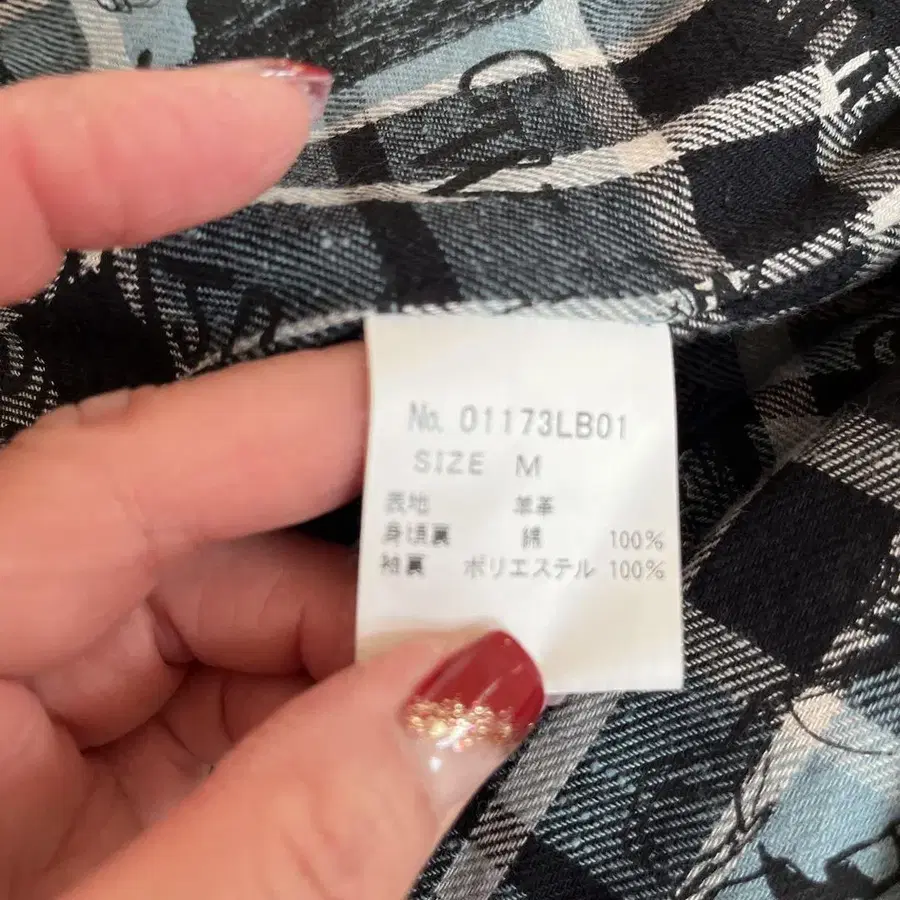 No. 01173LB01
SIZE M
表地 羊革
身頃裏 綿 100%
袖裏 ポリエステル 100%